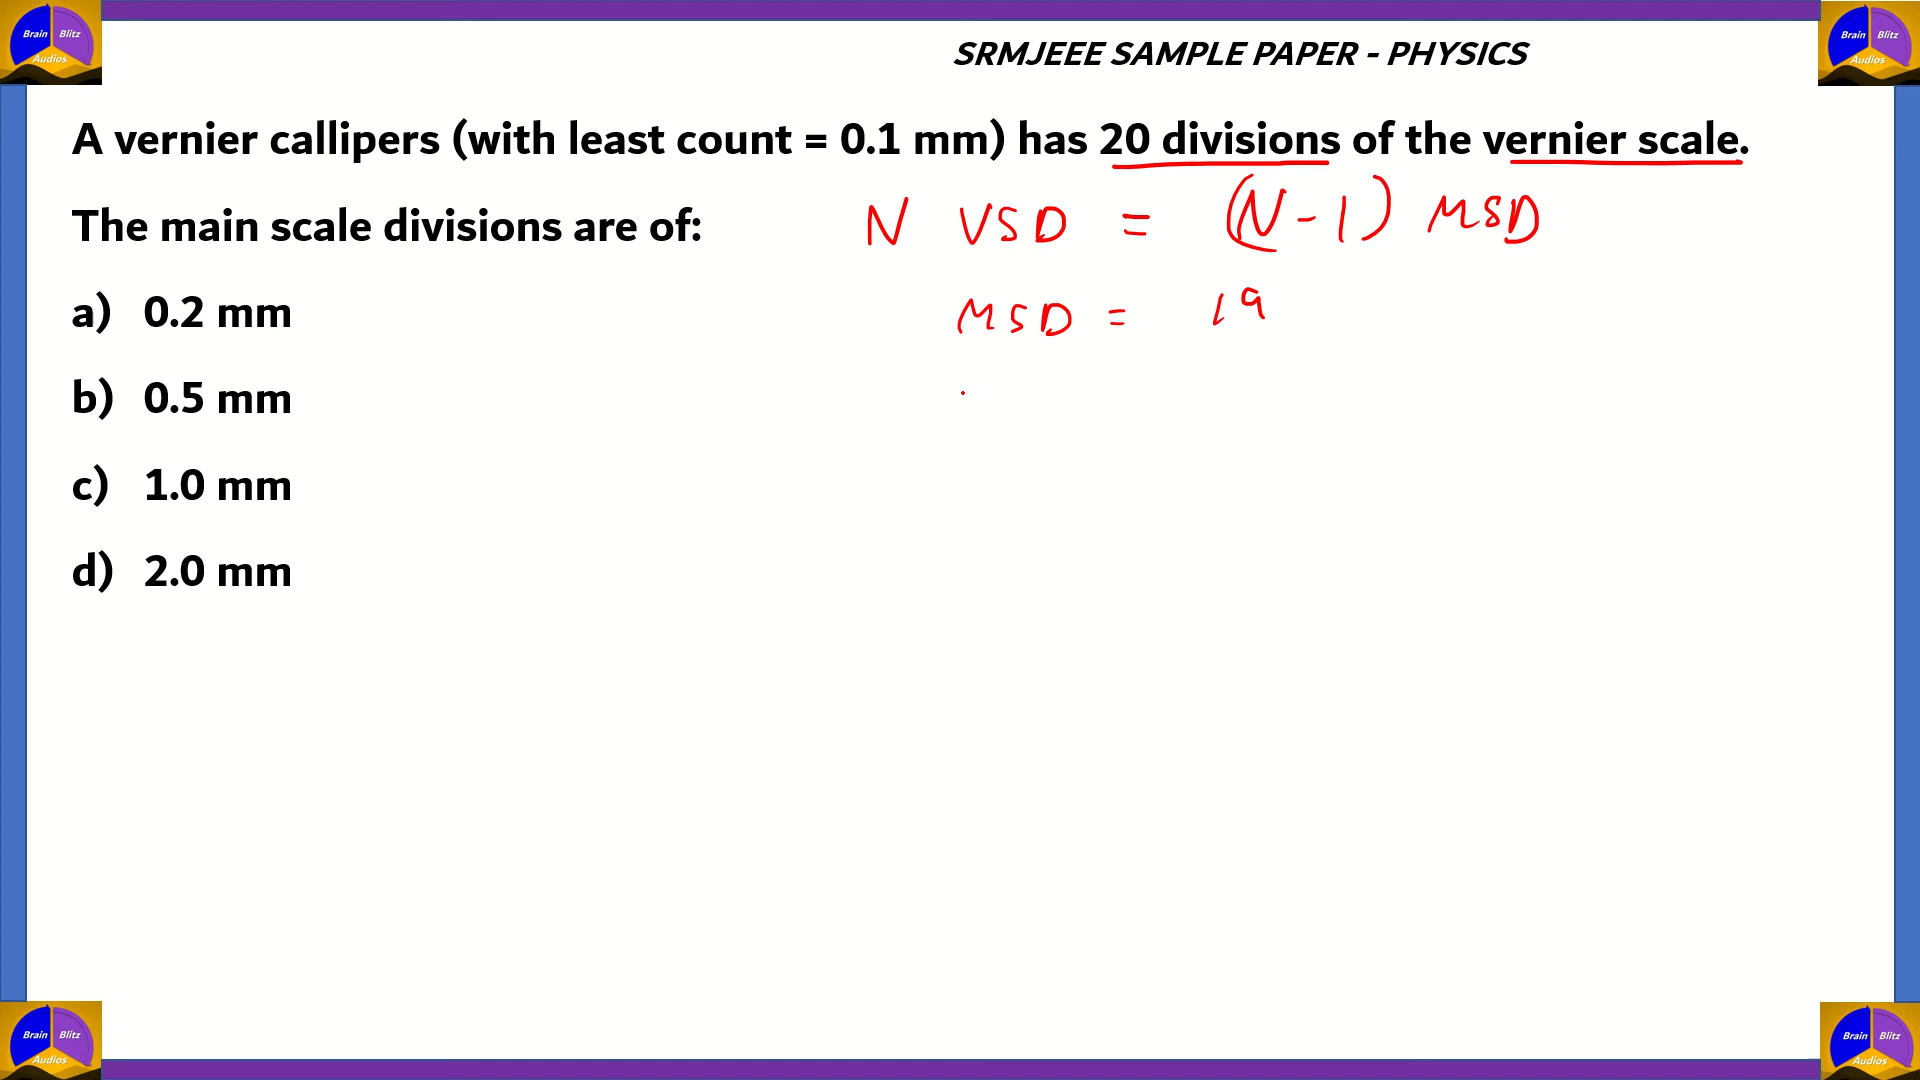 Brain Blitz
Audios
Brain Blitz
Audios
SRMJEEE SAMPLE PAPER - PHYSICS
A vernier callipers (with least count = 0.1 mm) has 20 divisions of the vernier scale.
The main scale divisions are of:
N VSD = (N-1) MSD
a) 0.2 mm
MSD = 19
b) 0.5 mm
c) 1.0 mm
d) 2.0 mm
Brain Blitz
Audios
Brain Blitz
Audios